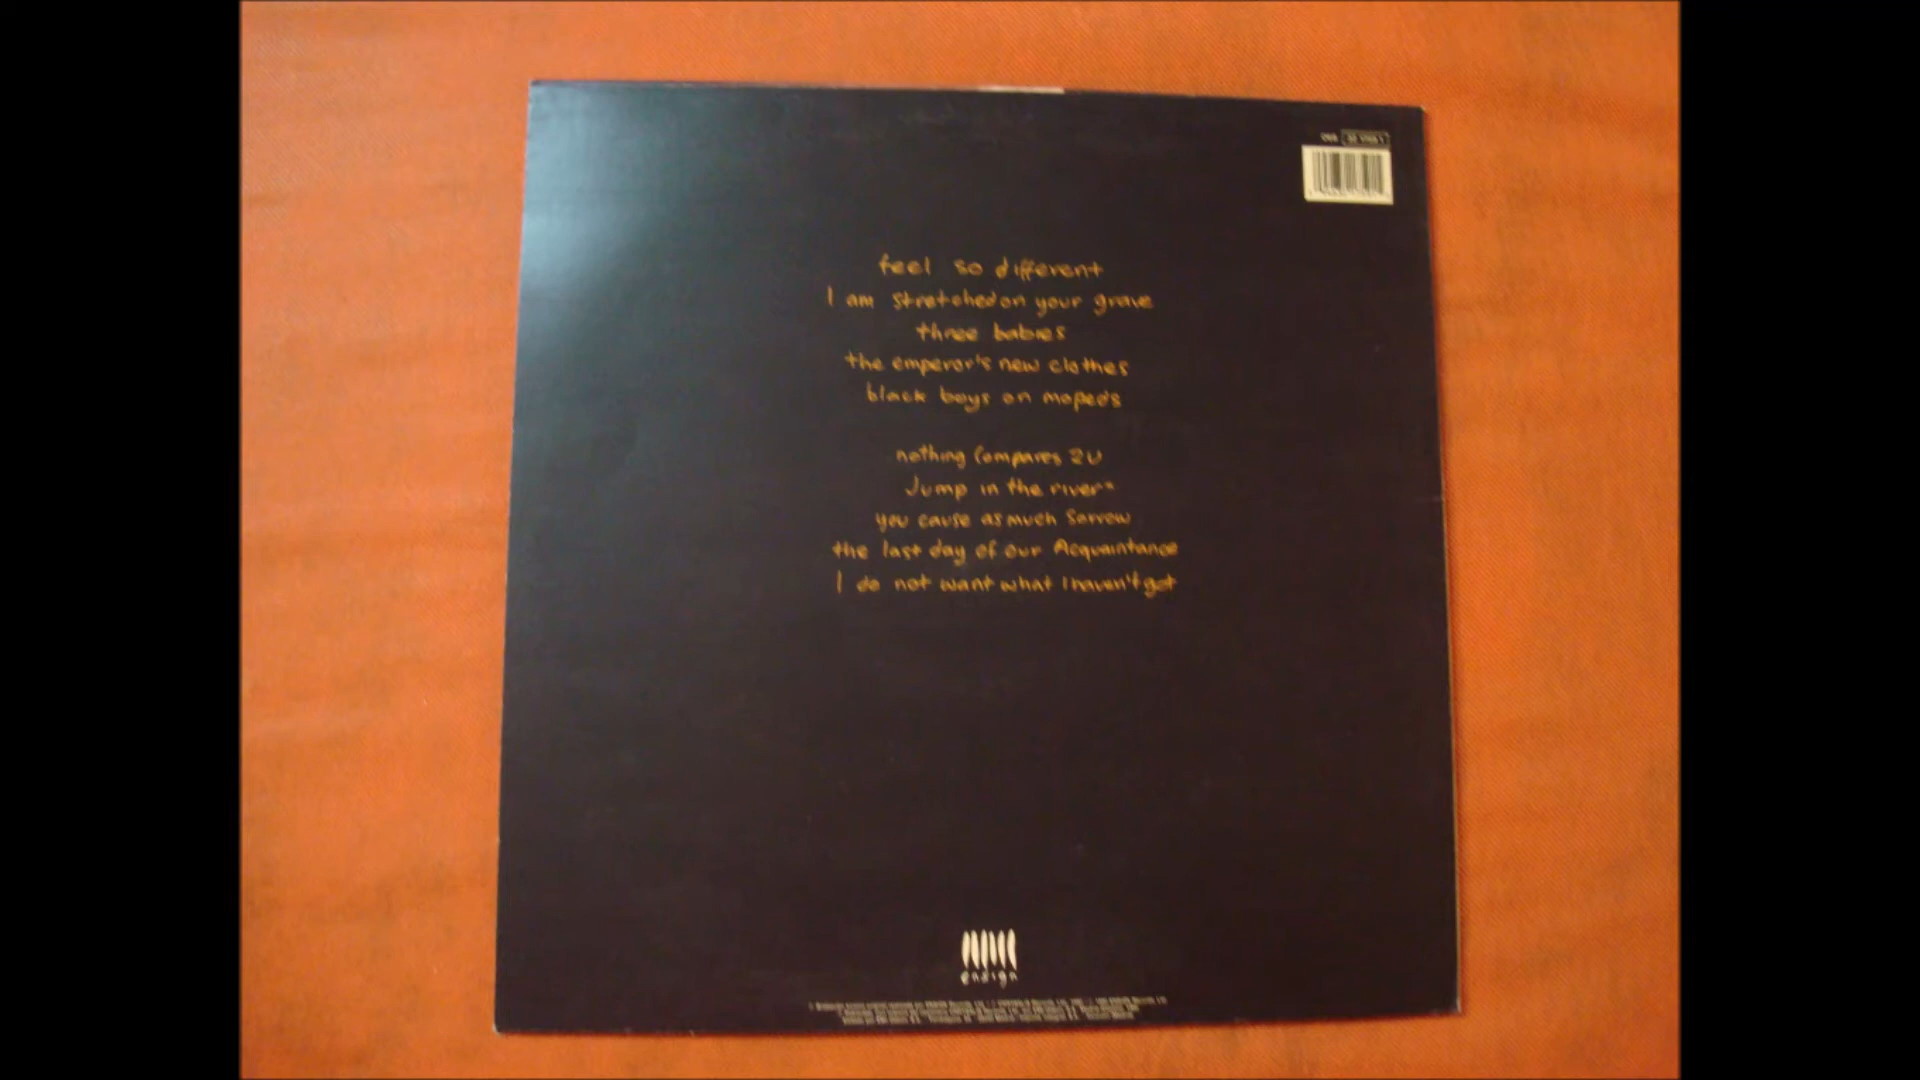 feel so different
I am stretched on your grave
three babies
the emperor's new clothes
black boys on mopeds
nothing Compares 2U
Jump in the river
you cause as much Sorrow
the last day of our Acquaintance
I do not want what I haven't got
ensign